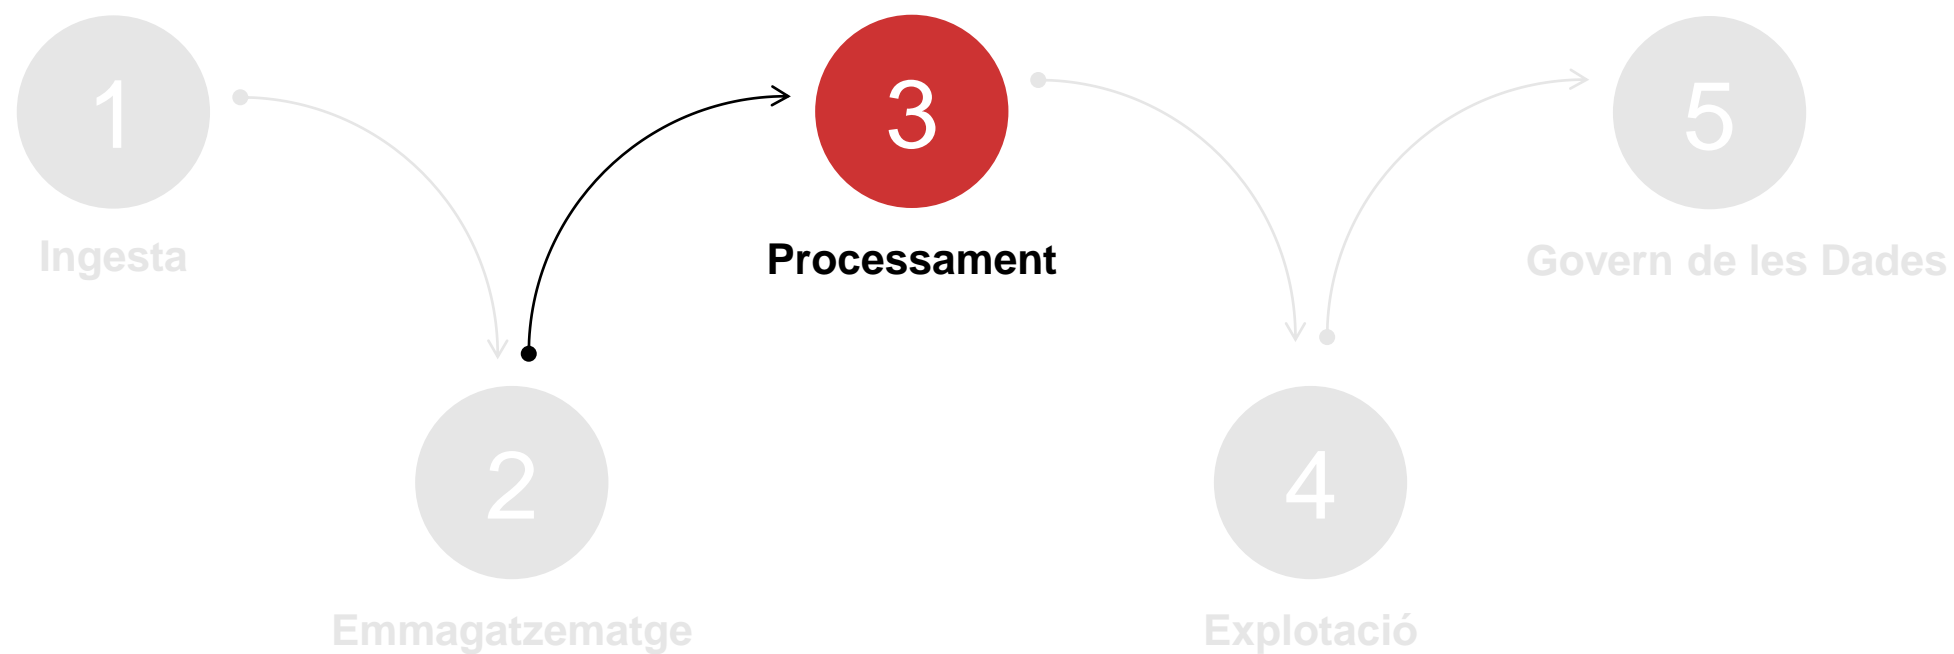 1
Ingesta
2
Emmagatzematge
3
Processament
4
Explotació
5
Govern de les Dades